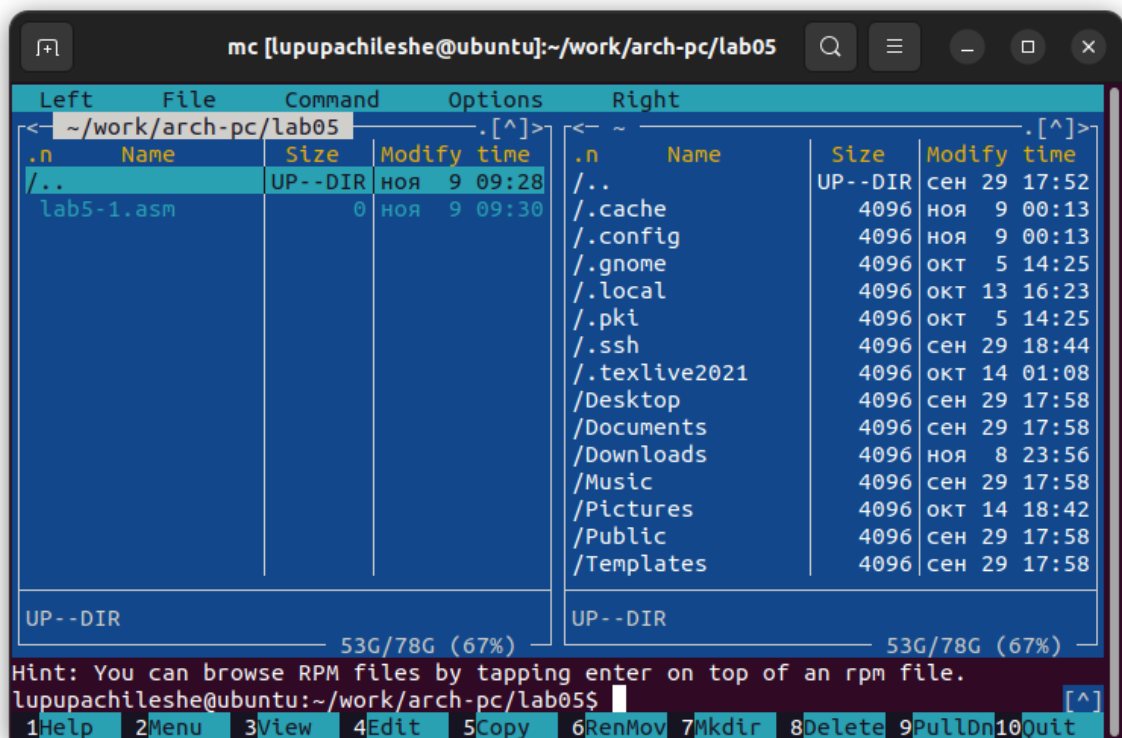 mc [lupupachileshe@ubuntu]:~/work/arch-pc/lab05
Left File Command Options Right
<- ~/work/arch-pc/lab05 .[^]> <- ~ .[^]>
.n Name Size Modify time .n Name Size Modify time
/.. UP--DIR ноя 9 09:28 /.. UP--DIR сен 29 17:52
lab5-1.asm 0 ноя 9 09:30 /.cache 4096 ноя 9 00:13
/.config 4096 ноя 9 00:13
/.gnome 4096 окт 5 14:25
/.local 4096 окт 13 16:23
/.pki 4096 окт 5 14:25
/.ssh 4096 сен 29 18:44
/.texlive2021 4096 окт 14 01:08
/Desktop 4096 сен 29 17:58
/Documents 4096 сен 29 17:58
/Downloads 4096 ноя 8 23:56
/Music 4096 сен 29 17:58
/Pictures 4096 окт 14 18:42
/Public 4096 сен 29 17:58
/Templates 4096 сен 29 17:58
UP--DIR UP--DIR
53G/78G (67%) 53G/78G (67%)
Hint: You can browse RPM files by tapping enter on top of an rpm file.
lupupachileshe@ubuntu:~/work/arch-pc/lab05$ [^]
1Help 2Menu 3View 4Edit 5Copy 6RenMov 7Mkdir 8Delete 9PullDn 10Quit